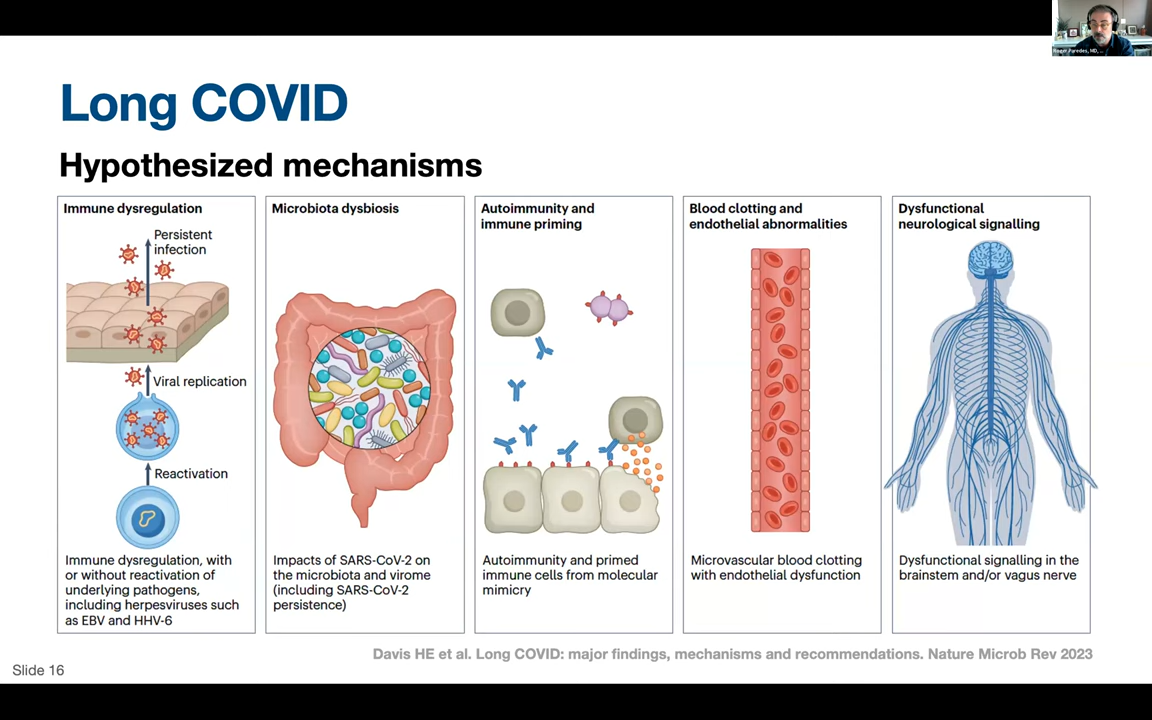 Roger Paredes, MD, ...
Long COVID
Hypothesized mechanisms
Immune dysregulation
Persistent
infection
Viral replication
Reactivation
Immune dysregulation, with
or without reactivation of
underlying pathogens,
including herpesviruses such
as EBV and HHV-6
Microbiota dysbiosis
Impacts of SARS-CoV-2 on
the microbiota and virome
(including SARS-CoV-2
persistence)
Autoimmunity and
immune priming
Autoimmunity and primed
immune cells from molecular
mimicry
Blood clotting and
endothelial abnormalities
Microvascular blood clotting
with endothelial dysfunction
Dysfunctional
neurological signalling
Dysfunctional signalling in the
brainstem and/or vagus nerve
Davis HE et al. Long COVID: major findings, mechanisms and recommendations. Nature Microb Rev 2023
Slide 16